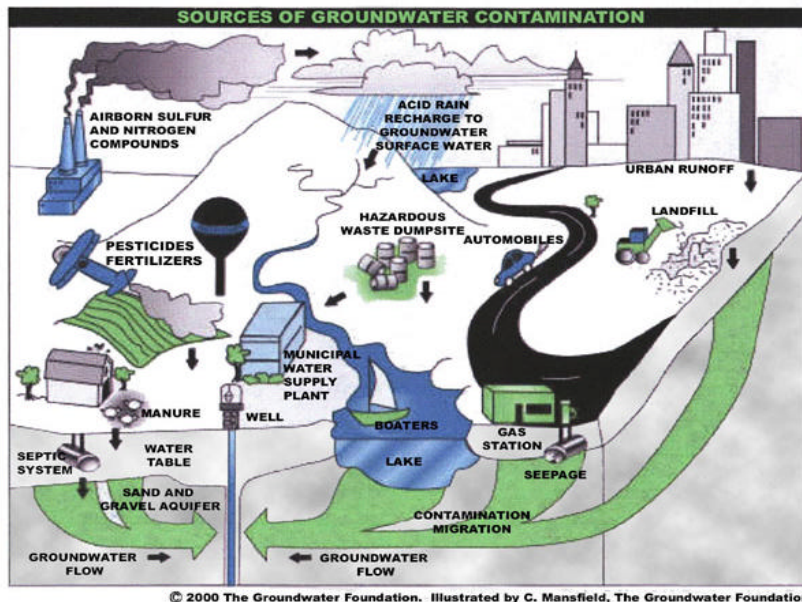 SOURCES OF GROUNDWATER CONTAMINATION
AIRBORN SULFUR
AND NITROGEN
COMPOUNDS
ACID RAIN
RECHARGE TO
GROUNDWATER
SURFACE WATER
LAKE
URBAN RUNOFF
PESTICIDES
FERTILIZERS
HAZARDOUS
WASTE DUMPSITE
AUTOMOBILES
LANDFILL
MUNICIPAL
WATER
SUPPLY
PLANT
MANURE
WELL
BOATERS
GAS
STATION
SEPTIC
SYSTEM
WATER
TABLE
LAKE
SEEPAGE
SAND AND
GRAVEL AQUIFER
CONTAMINATION
MIGRATION
GROUNDWATER
FLOW
GROUNDWATER
FLOW
© 2000 The Groundwater Foundation. Illustrated by C. Mansfield, The Groundwater Foundatio